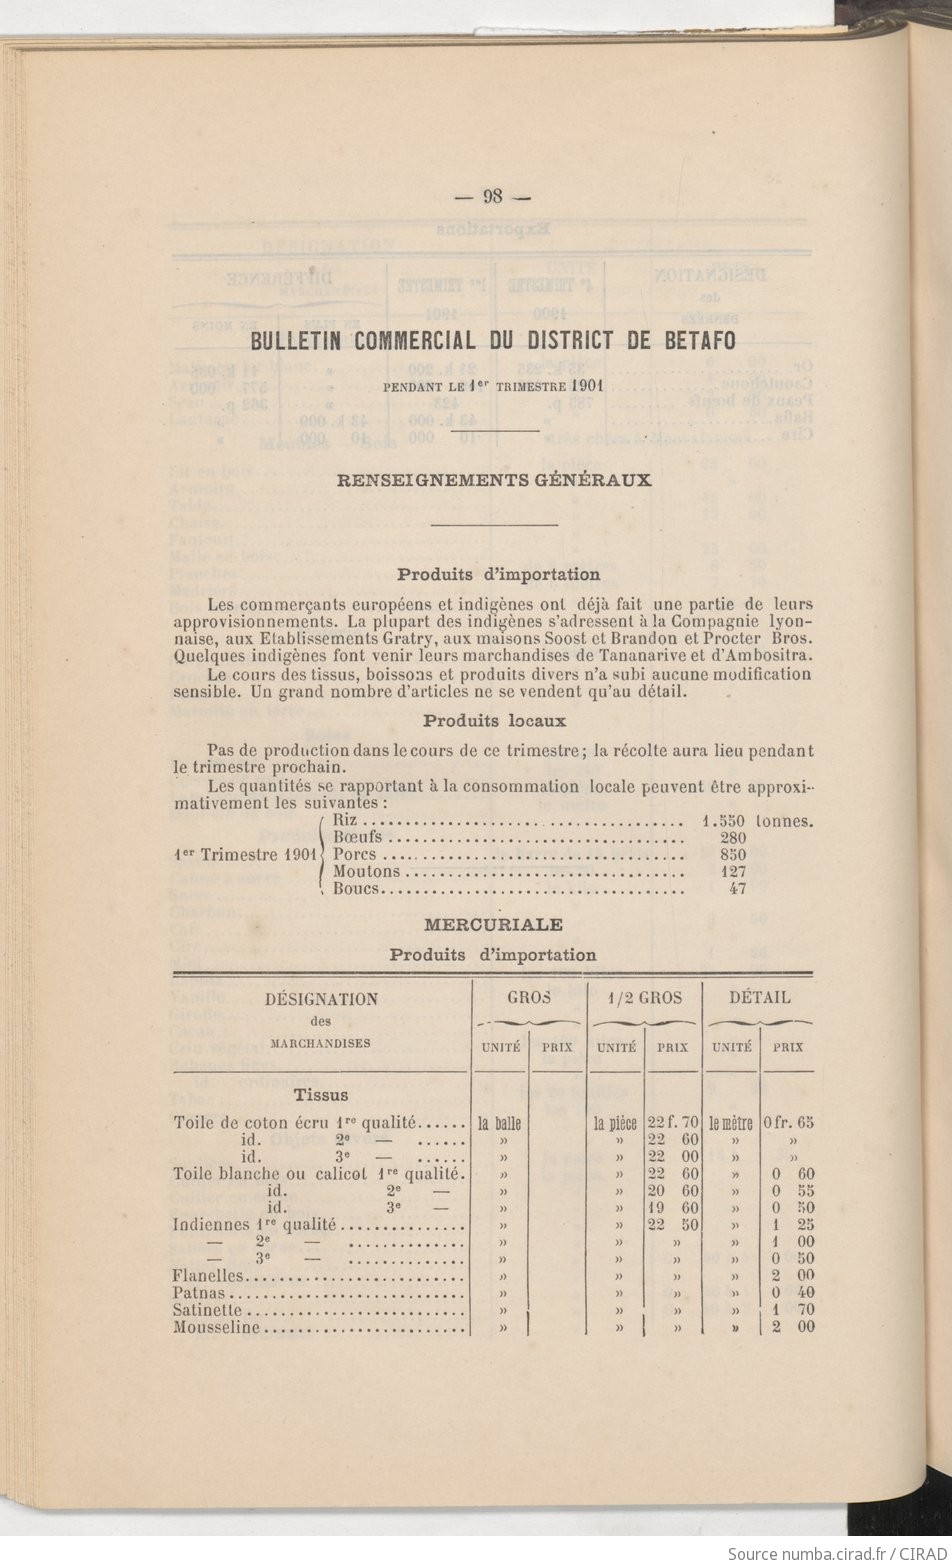 — 98 —
BULLETIN COMMERCIAL DU DISTRICT DE BETAFO
PENDANT LE 1er TRIMESTRE 1901
RENSEIGNEMENTS GÉNÉRAUX
Produits d'importation
Les commerçants européens et indigènes ont déjà fait une partie de leurs
approvisionnements. La plupart des indigènes s'adressent à la Compagnie lyon-
naise, aux Etablissements Gratry, aux maisons Soost et Brandon et Procter Bros.
Quelques indigènes font venir leurs marchandises de Tananarive et d'Ambositra.
Le cours des tissus, boissons et produits divers n'a subi aucune modification
sensible. Un grand nombre d'articles ne se vendent qu'au détail.
Produits locaux
Pas de production dans le cours de ce trimestre; la récolte aura lieu pendant
le trimestre prochain.
Les quantités se rapportant à la consommation locale peuvent être approxi-
mativement les suivantes :
Riz ........................................ 1.550 tonnes.
Bœufs ..................................... 280
1er Trimestre 1901 Porcs ..................................... 850
Moutons ................................... 127
Boucs...................................... 47
MERCURIALE
Produits d'importation
DÉSIGNATION GROS 1/2 GROS DÉTAIL
des
MARCHANDISES UNITÉ PRIX UNITÉ PRIX UNITÉ PRIX
Tissus
Toile de coton écru 1re qualité...... la balle la pièce 22 f. 70 le mètre 0 fr. 65
id. 2e — ...... » » 22 60 » »
id. 3e — ...... » » 22 00 » »
Toile blanche ou calicot 1re qualité. » » 22 60 » 0 60
id. 2e — » » 20 60 » 0 55
id. 3e — » » 19 60 » 0 50
Indiennes 1re qualité............... » » 22 50 » 1 25
— 2e — .............. » » » » 1 00
— 3e — .............. » » » » 0 50
Flanelles.......................... » » » » 2 00
Patnas............................ » » » » 0 40
Satinette.......................... » » » » 1 70
Mousseline........................ » » » » 2 00
Source numba.cirad.fr / CIRAD